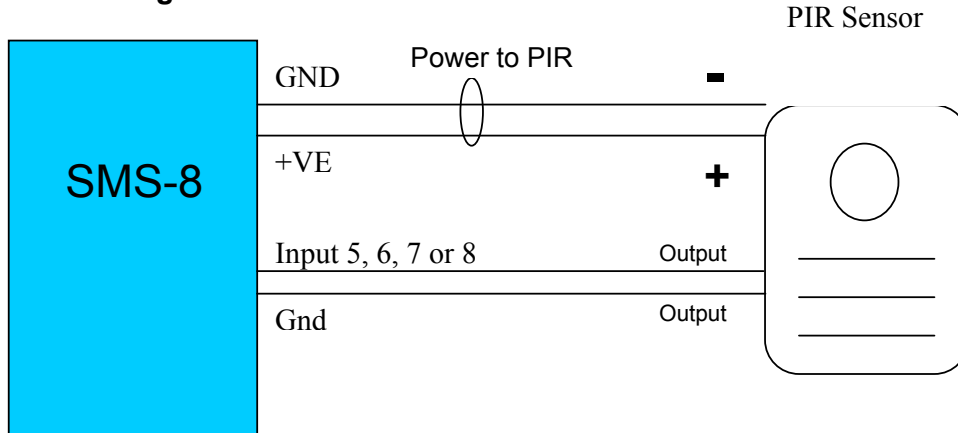 PIR Sensor
Power to PIR
GND
-
+VE
+
SMS-8
Input 5, 6, 7 or 8
Output
Gnd
Output